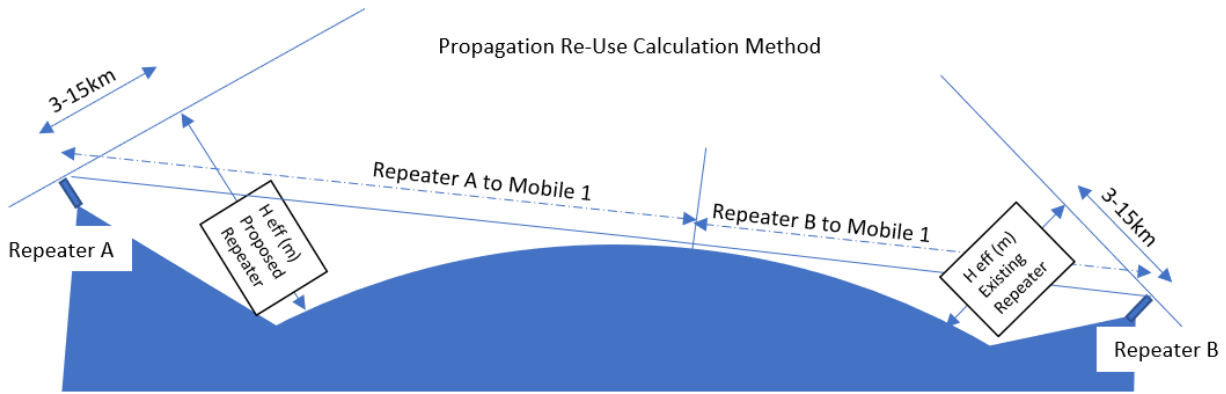 Propagation Re-Use Calculation Method
3-15km
Repeater A to Mobile 1
Repeater B to Mobile 1
3-15km
H eff (m)
Proposed
Repeater
H eff (m)
Existing
Repeater
Repeater A
Repeater B